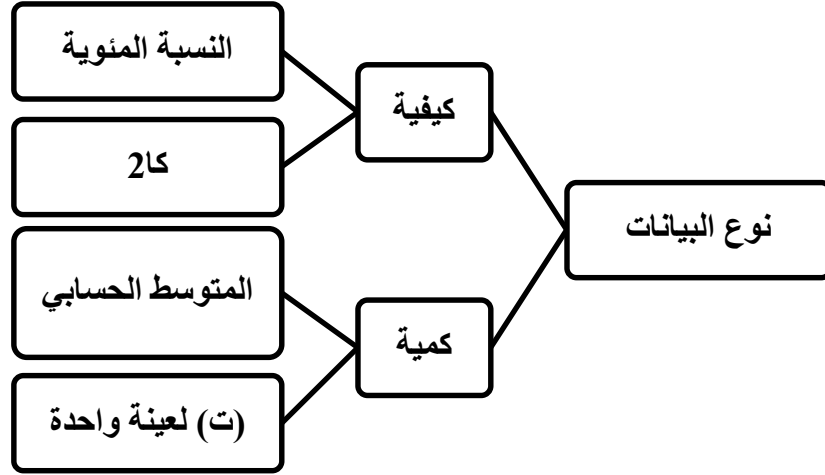 نوع البيانات
كيفية
النسبة المئوية
كا2
كمية
المتوسط الحسابي
(ت) لعينة واحدة